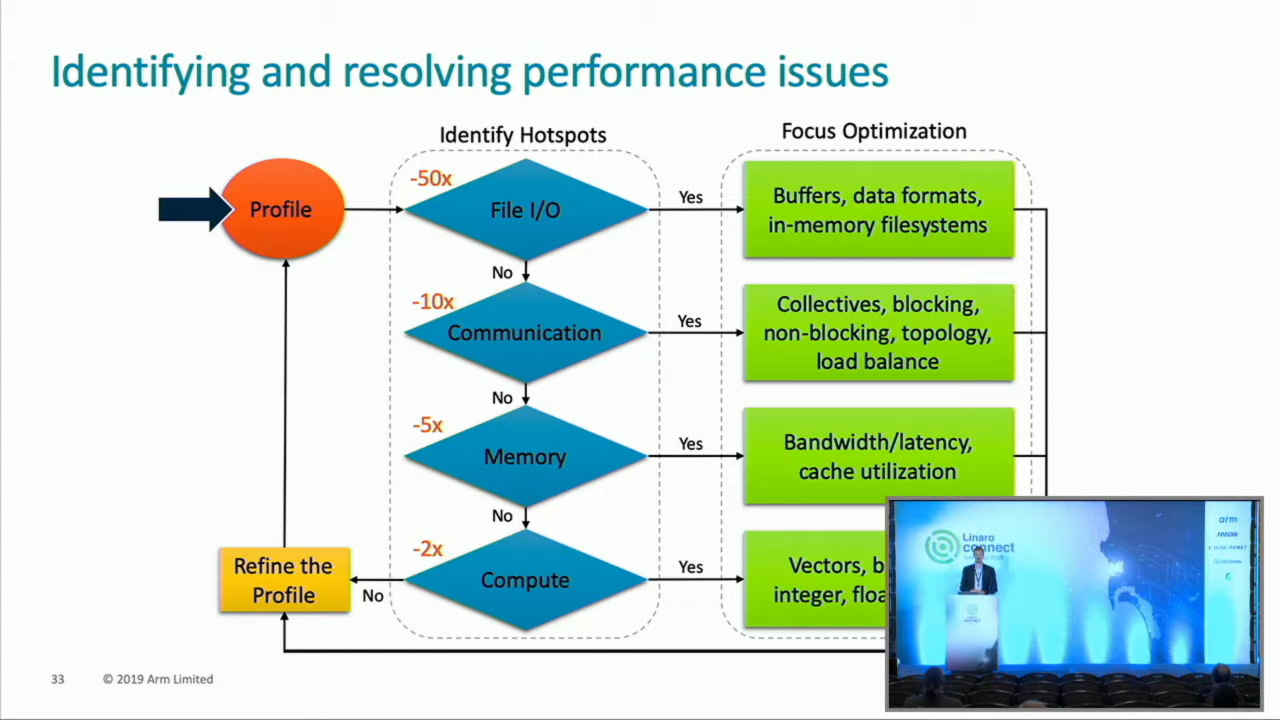 Identifying and resolving performance issues
Identify Hotspots
Focus Optimization
Profile
-50x
File I/O
Yes
Buffers, data formats,
in-memory filesystems
No
-10x
Communication
Yes
Collectives, blocking,
non-blocking, topology,
load balance
No
-5x
Memory
Yes
Bandwidth/latency,
cache utilization
No
-2x
Compute
Yes
Vectors,
integer,
Refine the
Profile
No
Linaro
connect
arm
33
© 2019 Arm Limited